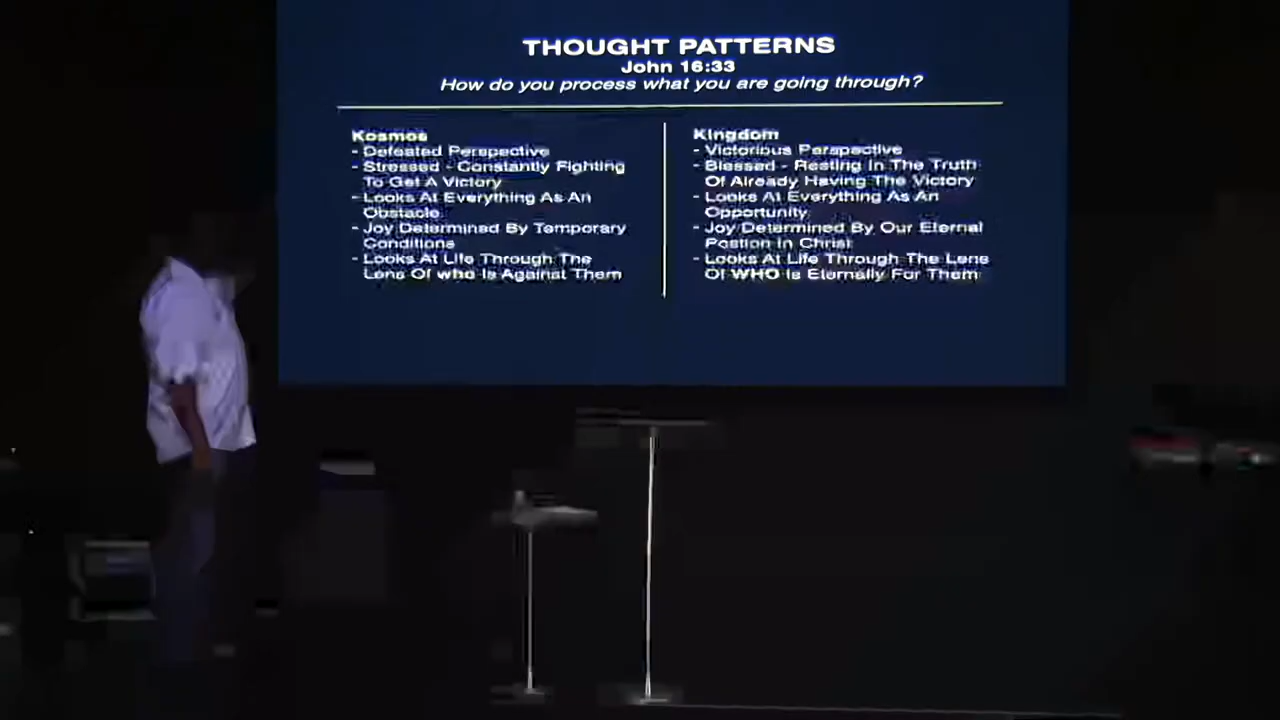 THOUGHT PATTERNS
John 16:33
How do you process what you are going through?
Kosmos
- Defeated Perspective
- Stressed - Constantly Fighting
To Get A Victory
- Looks At Everything As An
Obstacle
- Joy Determined By Temporary
Conditions
- Looks At Life Through The
Lens Of who Is Against Them
Kingdom
- Victorious Perspective
- Blessed - Resting In The Truth
Of Already Having The Victory
- Looks At Everything As An
Opportunity
- Joy Determined By Our Eternal
Postion In Christ
- Looks At Life Through The Lens
Of WHO Is Eternally For Them